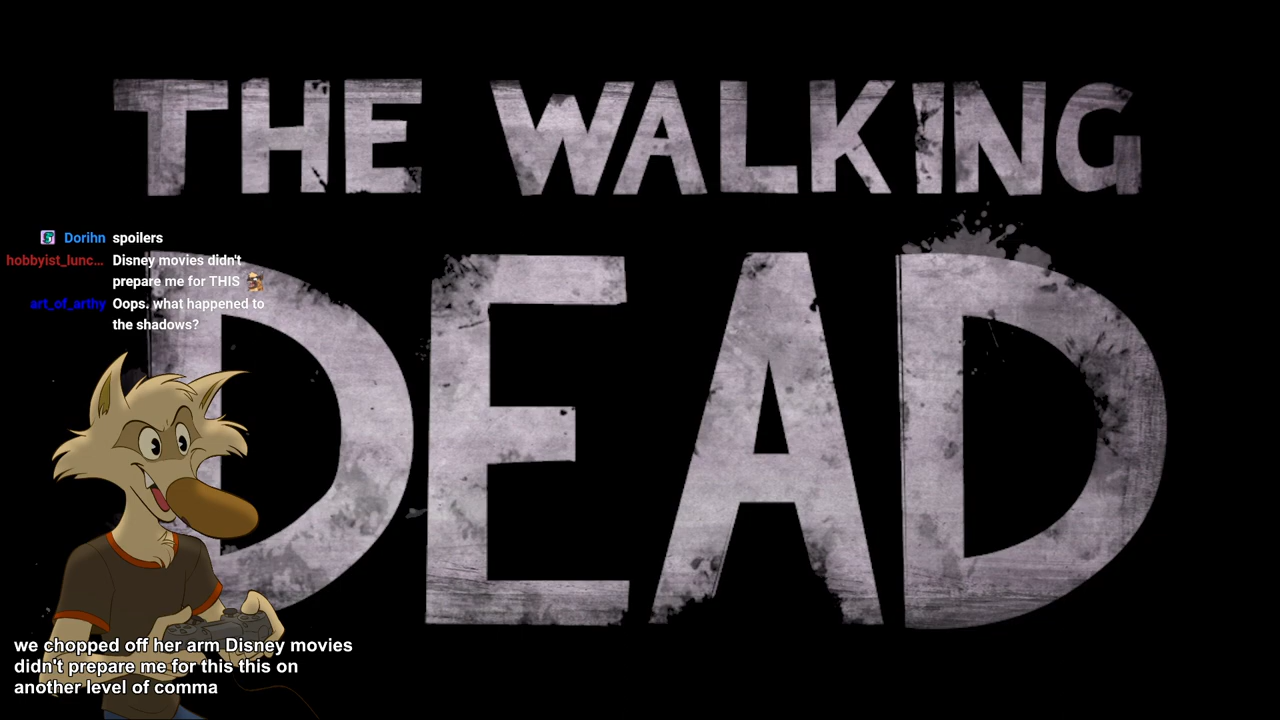 THE WALKING
DEAD
Dorihn spoilers
hobbyist_lunc... Disney movies didn't
prepare me for THIS
art_of_arthy Oops. what happened to
the shadows?
we chopped off her arm Disney movies
didn't prepare me for this this on
another level of comma